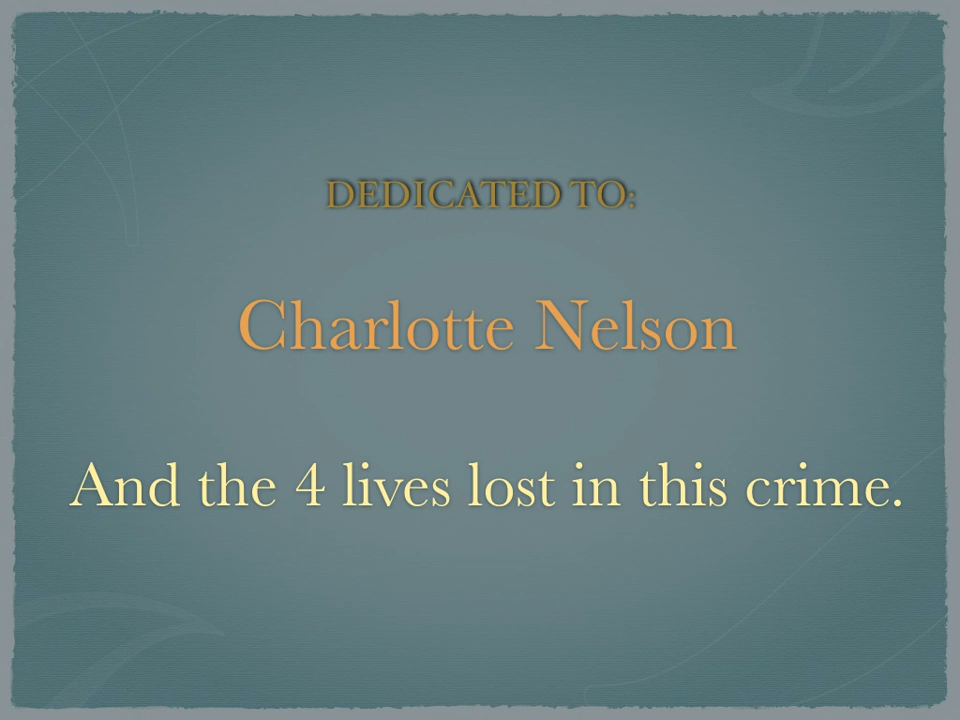 DEDICATED TO:
Charlotte Nelson
And the 4 lives lost in this crime.